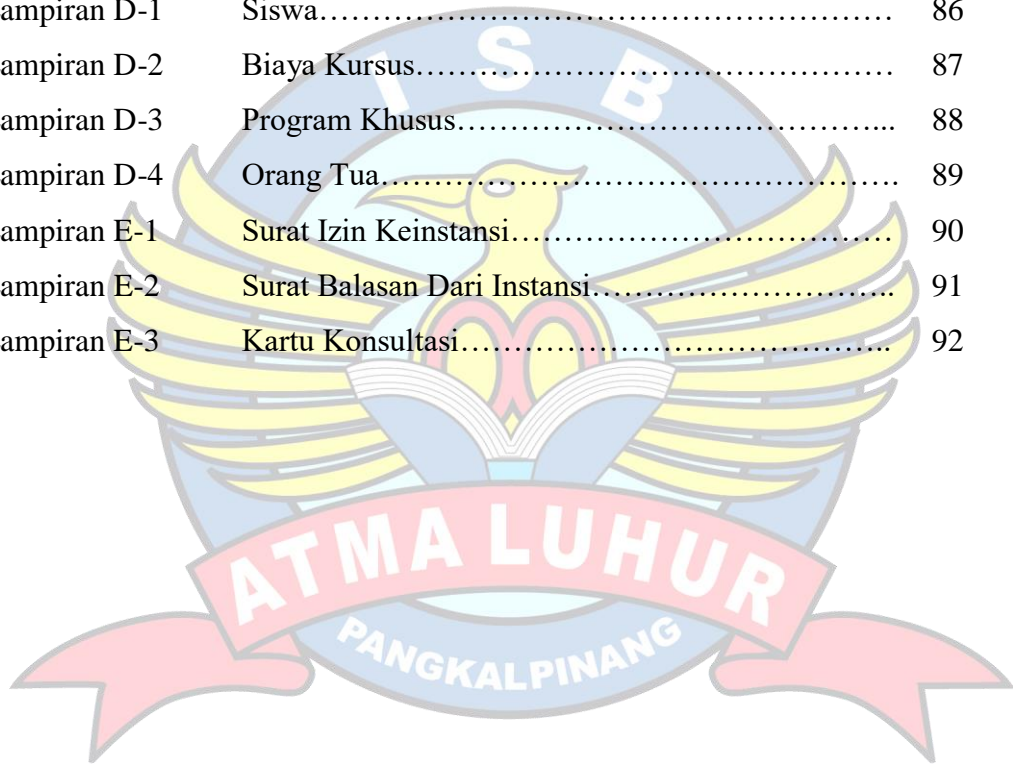 ampiran D-1 Siswa…………………………………………………… 86
ampiran D-2 Biaya Kursus……………………………………………… 87
ampiran D-3 Program Khusus………………………………………... 88
ampiran D-4 Orang Tua…………………………………………………. 89
ampiran E-1 Surat Izin Keinstansi…………………………………… 90
ampiran E-2 Surat Balasan Dari Instansi………………………….. 91
ampiran E-3 Kartu Konsultasi……………………………………….. 92
I S B
ATMA LUHUR
PANGKALPINANG